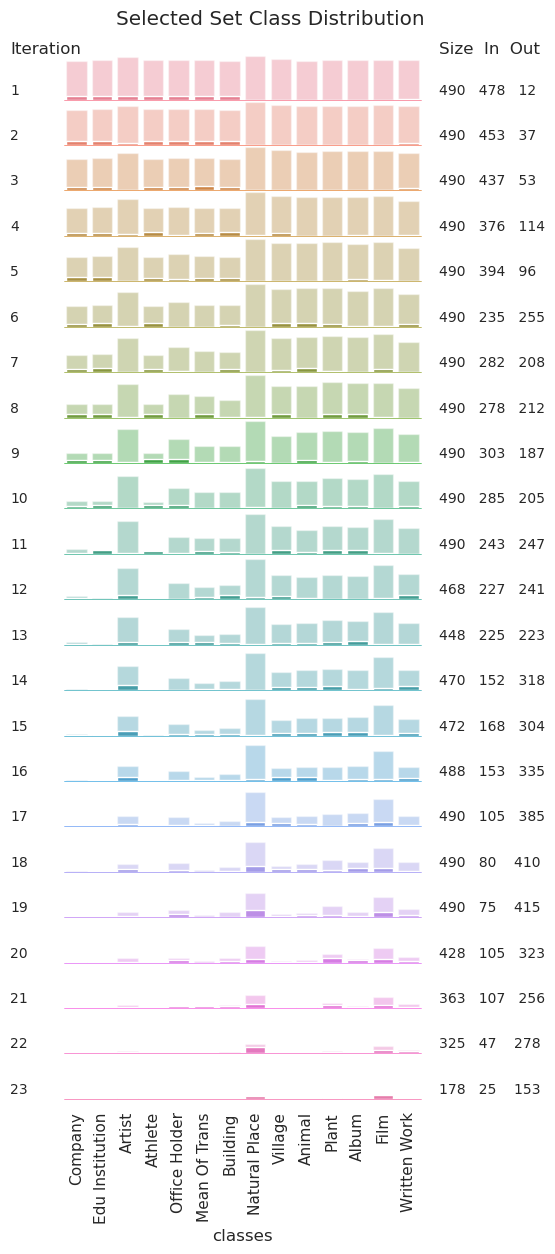 Selected Set Class Distribution
Iteration Size In Out
1 490 478 12
2 490 453 37
3 490 437 53
4 490 376 114
5 490 394 96
6 490 235 255
7 490 282 208
8 490 278 212
9 490 303 187
10 490 285 205
11 490 243 247
12 468 227 241
13 448 225 223
14 470 152 318
15 472 168 304
16 488 153 335
17 490 105 385
18 490 80 410
19 490 75 415
20 428 105 323
21 363 107 256
22 325 47 278
23 178 25 153
Company
Edu Institution
Artist
Athlete
Office Holder
Mean Of Trans
Building
Natural Place
Village
Animal
Plant
Album
Film
Written Work
classes